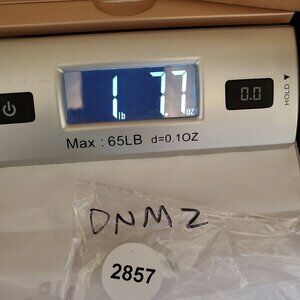 1 lb 7.7 oz
0.0
HOLD ▼
Max : 65LB d=0.1OZ
DNMZ
2857